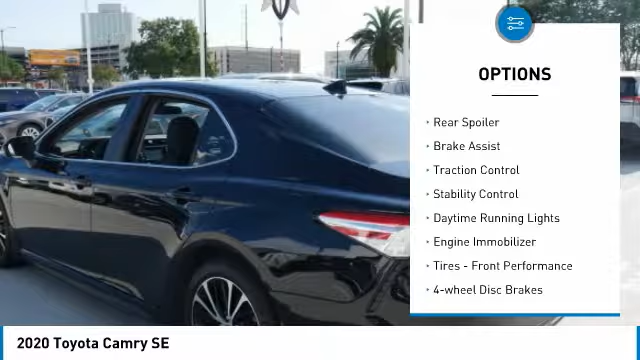 OPTIONS
Rear Spoiler
Brake Assist
Traction Control
Stability Control
Daytime Running Lights
Engine Immobilizer
Tires - Front Performance
4-wheel Disc Brakes
2020 Toyota Camry SE